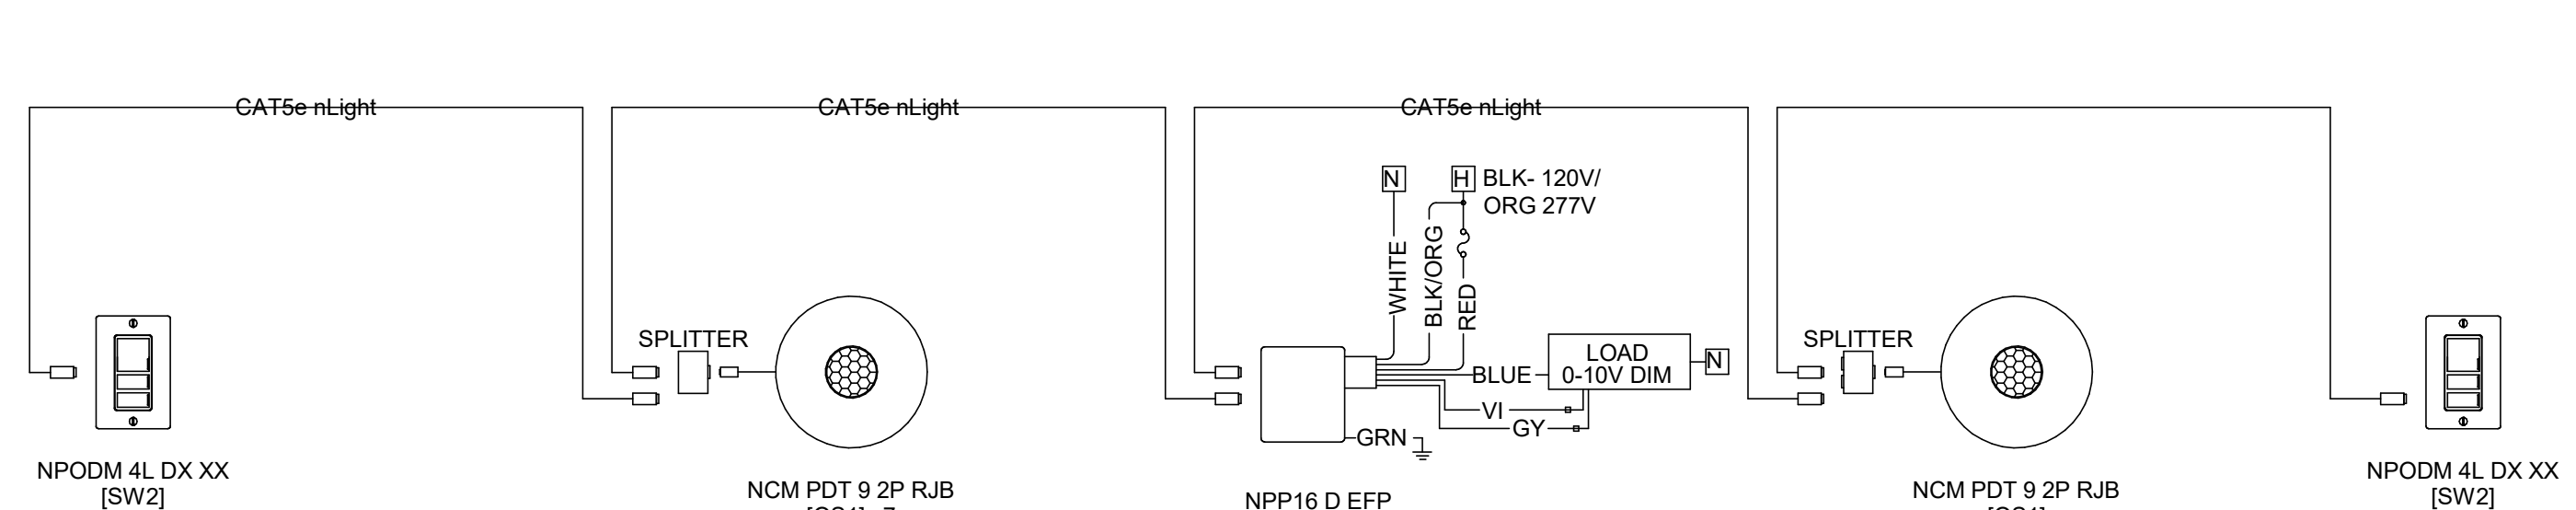 CAT5e nLight
CAT5e nLight
CAT5e nLight
N
H
BLK- 120V/
ORG 277V
WHITE
BLK/ORG
RED
SPLITTER
LOAD
0-10V DIM
N
BLUE
VI
GY
GRN
SPLITTER
NPODM 4L DX XX
[SW2]
NCM PDT 9 2P RJB
NPP16 D EFP
NCM PDT 9 2P RJB
NPODM 4L DX XX
[SW2]